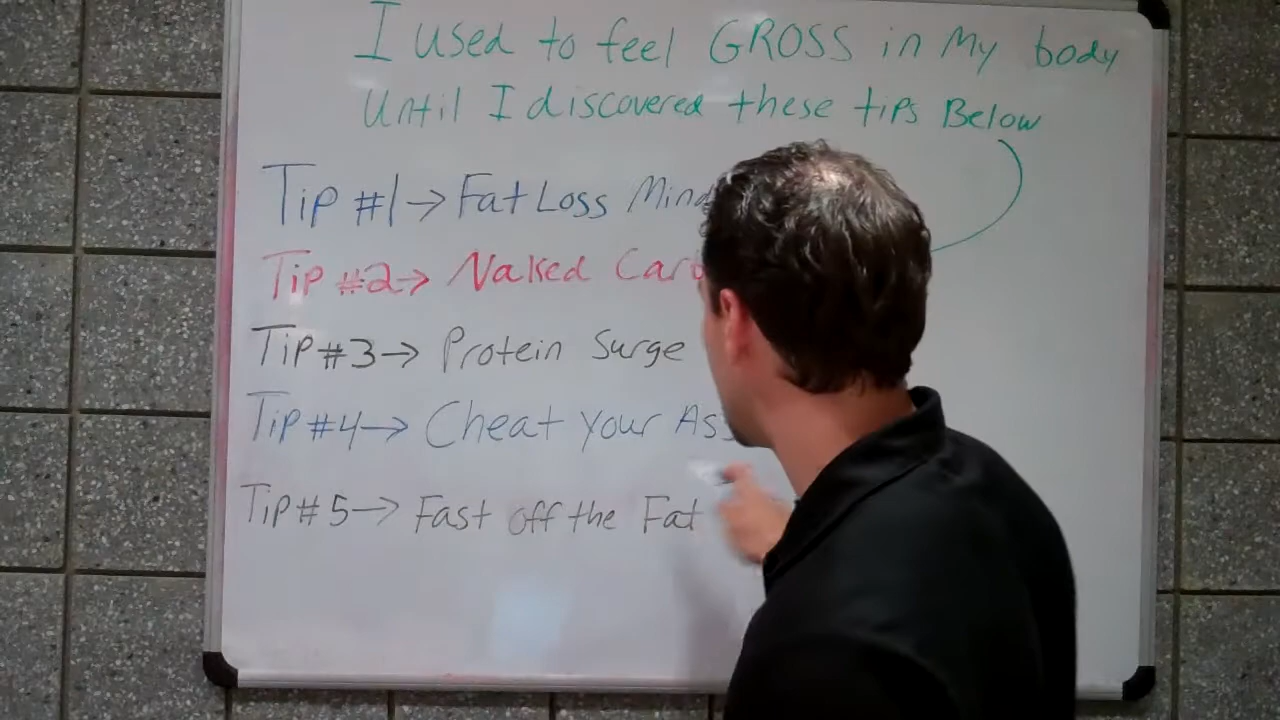 I used to feel GROSS in My body
Until I discovered these tips Below
Tip #1→ Fat Loss
Tip #2→ Naked
Tip #3→ Protein Surge
Tip #4→ Cheat your
Tip #5→ Fast off the Fat